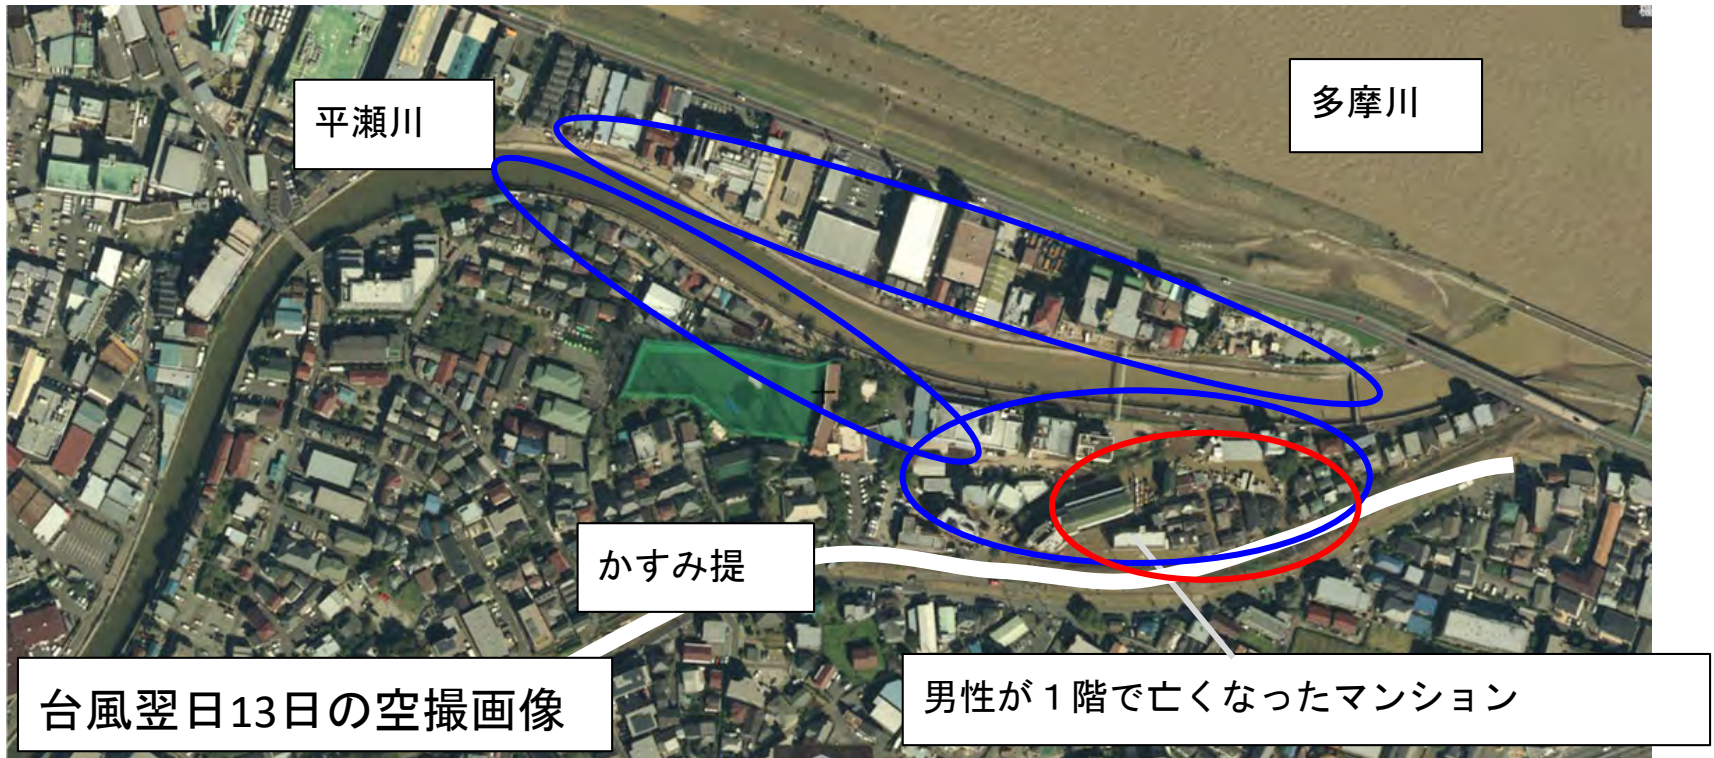 平瀬川
多摩川
かすみ提
台風翌日13日の空撮画像
男性が１階で亡くなったマンション